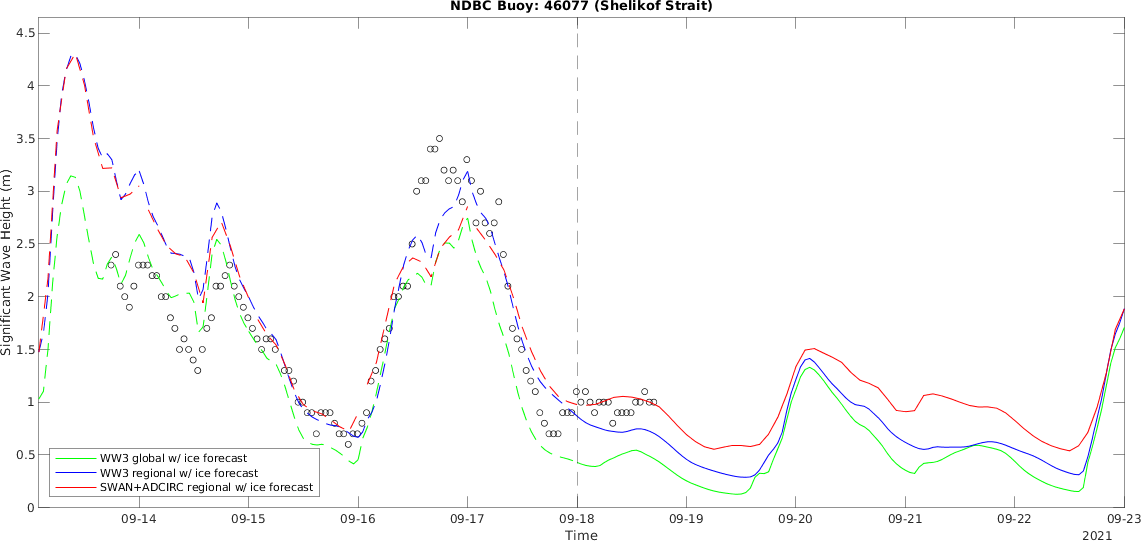 NDBC Buoy: 46077 (Shelikof Strait)
4.5
4
3.5
3
2.5
2
1.5
1
0.5
0
Significant Wave Height (m)
WW3 global w/ ice forecast
WW3 regional w/ ice forecast
SWAN+ADCIRC regional w/ ice forecast
09-14 09-15 09-16 09-17 09-18 09-19 09-20 09-21 09-22 09-23
Time
2021